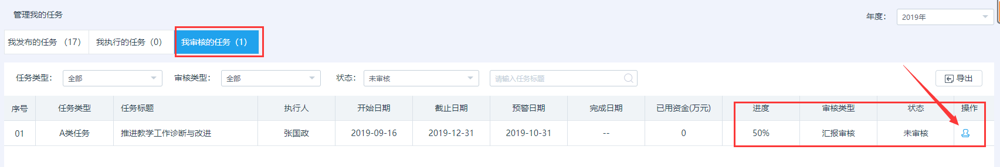 管理我的任务
年度： 2019年
我发布的任务 （17） 我执行的任务（0） 我审核的任务（1）
任务类型： 全部 审核类型： 全部 状态： 未审核 请输入任务标题 导出
序号 任务类型 任务标题 执行人 开始日期 截止日期 预警日期 完成日期 已用资金(万元) 进度 审核类型 状态 操作
01 A类任务 推进教学工作诊断与改进 张国政 2019-09-16 2019-12-31 2019-10-31 -- 0 50% 汇报审核 未审核